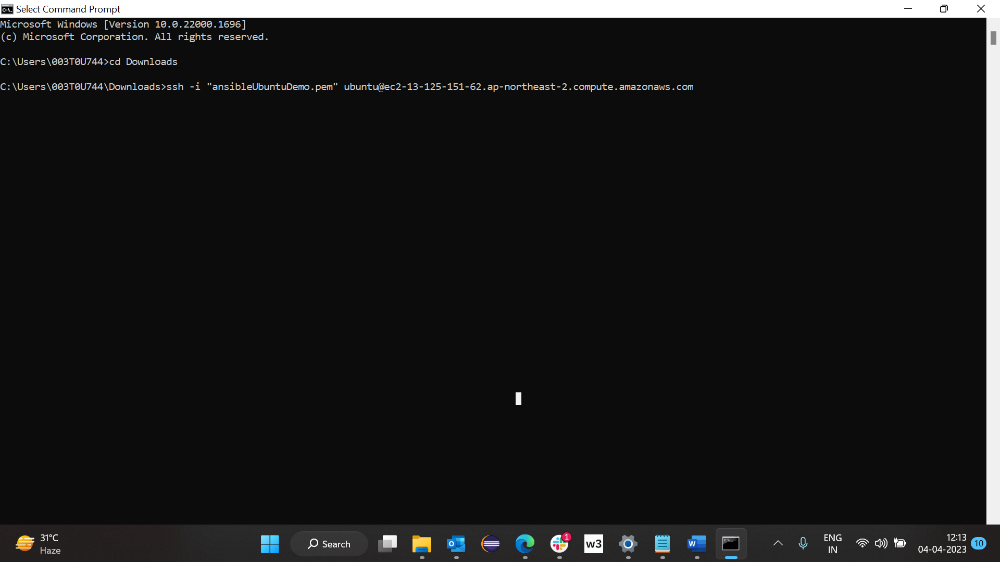 Select Command Prompt
Microsoft Windows [Version 10.0.22000.1696]
(c) Microsoft Corporation. All rights reserved.
C:\Users\003T0U744>cd Downloads
C:\Users\003T0U744\Downloads>ssh -i "ansibleUbuntuDemo.pem" ubuntu@ec2-13-125-151-62.ap-northeast-2.compute.amazonaws.com
31°C
Haze
Search
1
w3
ENG
IN
12:13
04-04-2023
10